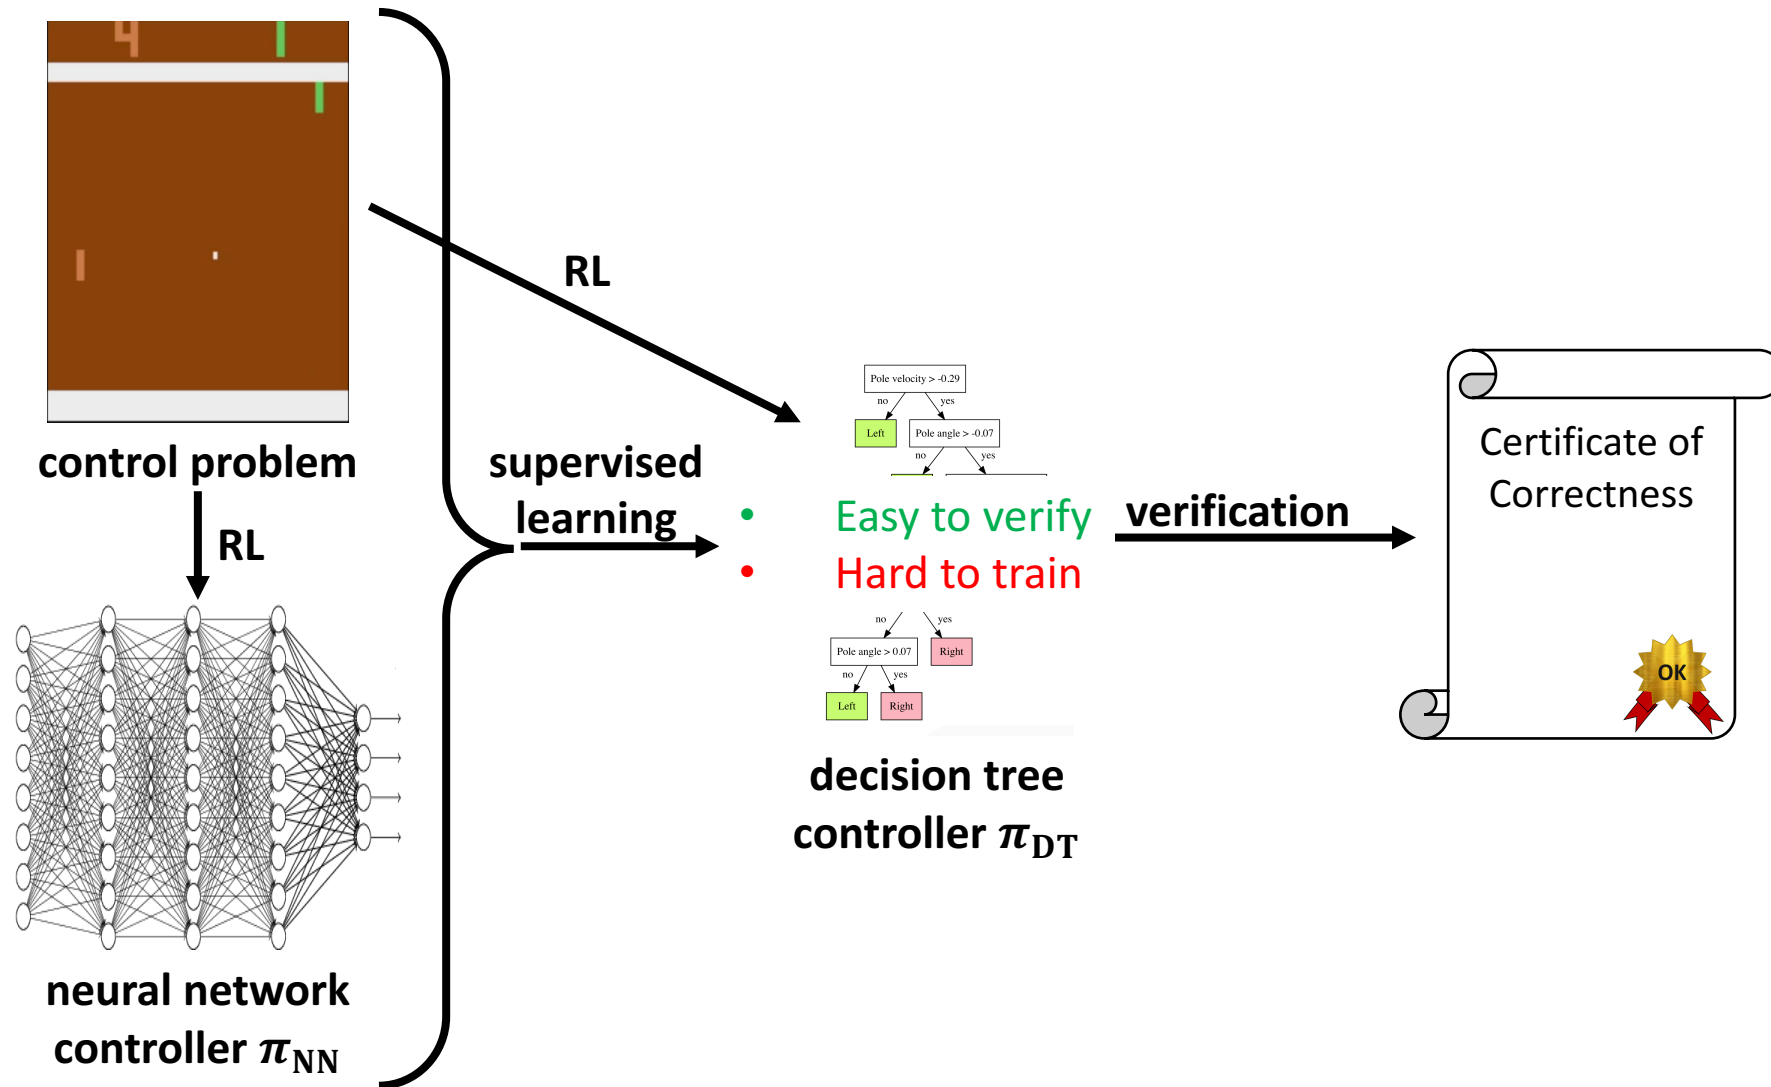 4
control problem
RL
neural network
controller π_NN
RL
supervised
learning
Pole velocity > -0.29
no yes
Left
Pole angle > -0.07
no yes
• Easy to verify
• Hard to train
no yes
Pole angle > 0.07
Right
no yes
Left
Right
decision tree
controller π_DT
verification
Certificate of
Correctness
OK